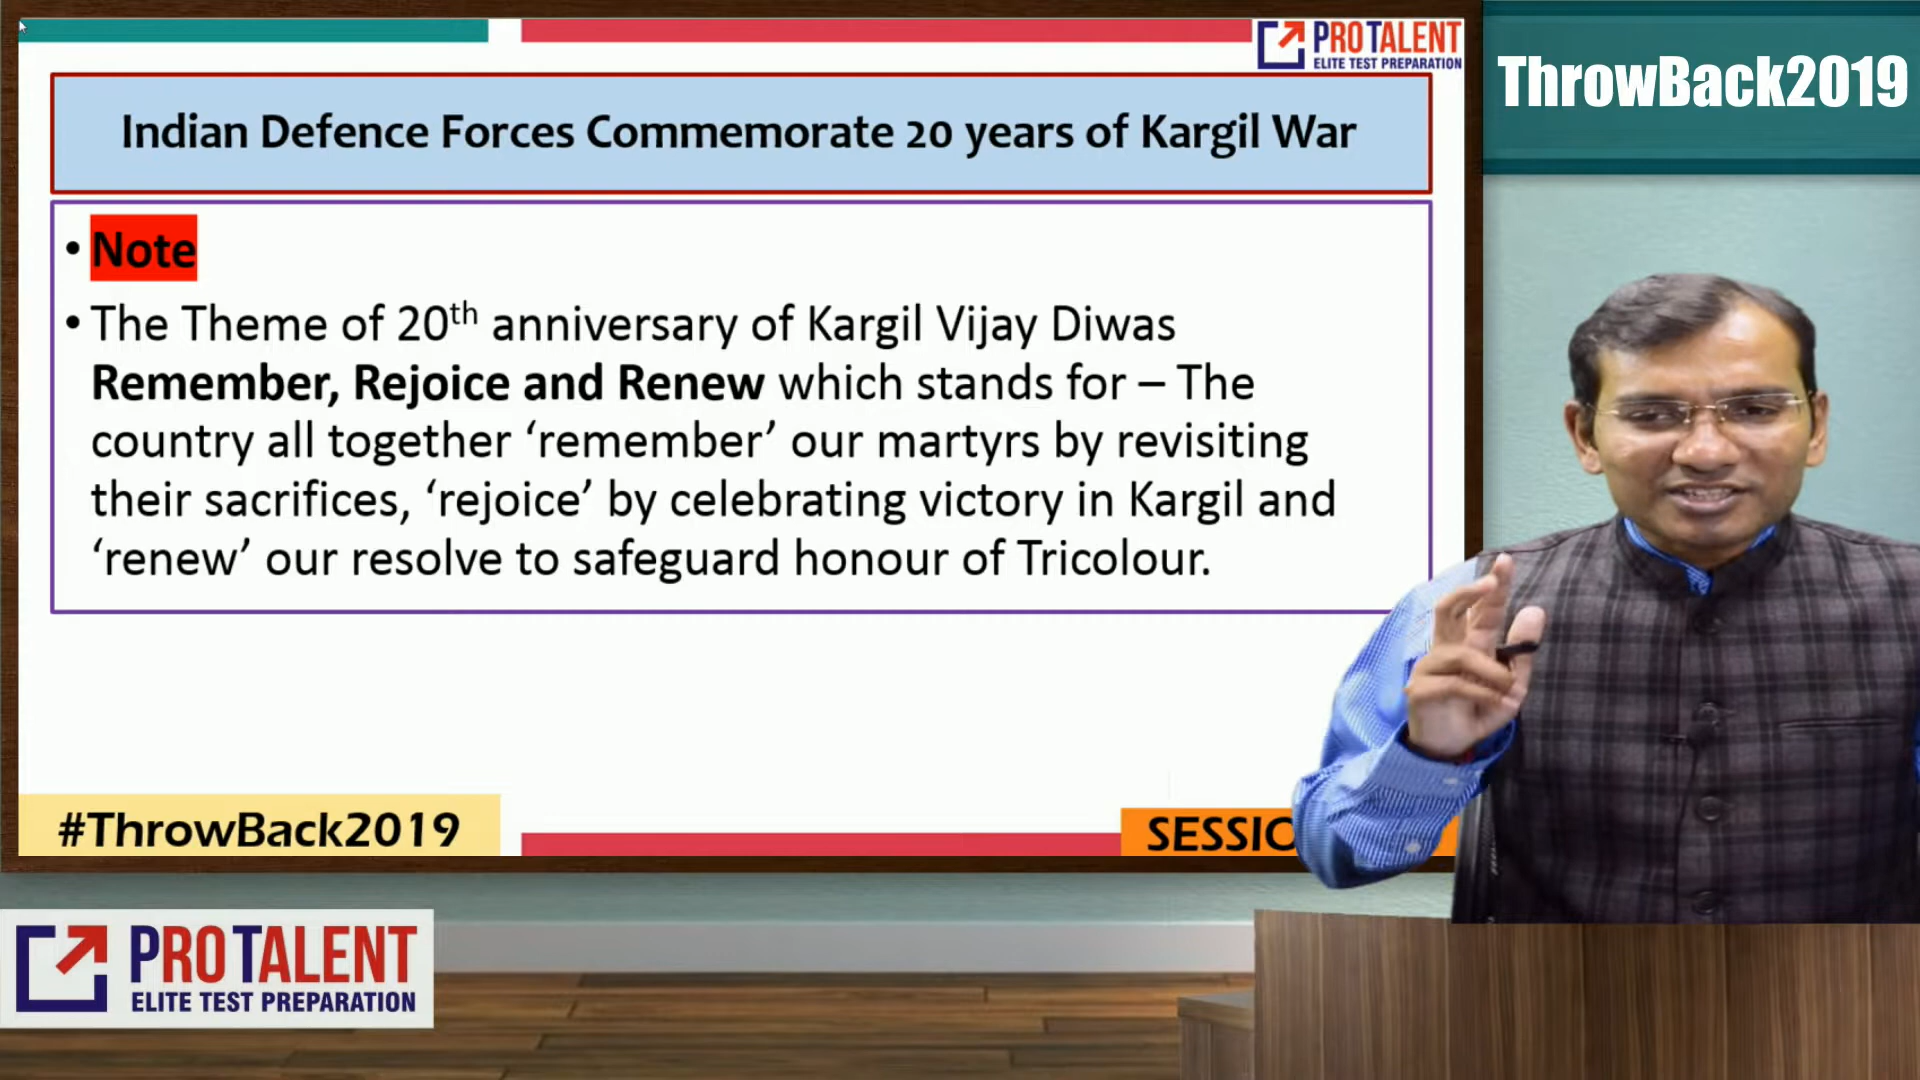 PROTALENT
ELITE TEST PREPARATION
ThrowBack2019
Indian Defence Forces Commemorate 20 years of Kargil War
• Note
• The Theme of 20th anniversary of Kargil Vijay Diwas
Remember, Rejoice and Renew which stands for – The
country all together ‘remember’ our martyrs by revisiting
their sacrifices, ‘rejoice’ by celebrating victory in Kargil and
‘renew’ our resolve to safeguard honour of Tricolour.
#ThrowBack2019
PROTALENT
ELITE TEST PREPARATION